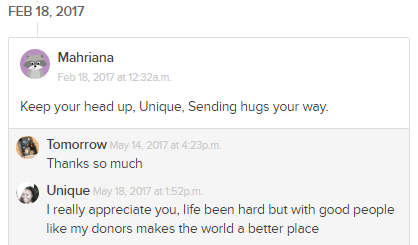 FEB 18, 2017
Mahriana
Feb 18, 2017 at 12:32a.m.
Keep your head up, Unique, Sending hugs your way.
Tomorrow May 14, 2017 at 4:23p.m.
Thanks so much
Unique May 18, 2017 at 1:52p.m.
I really appreciate you, life been hard but with good people
like my donors makes the world a better place